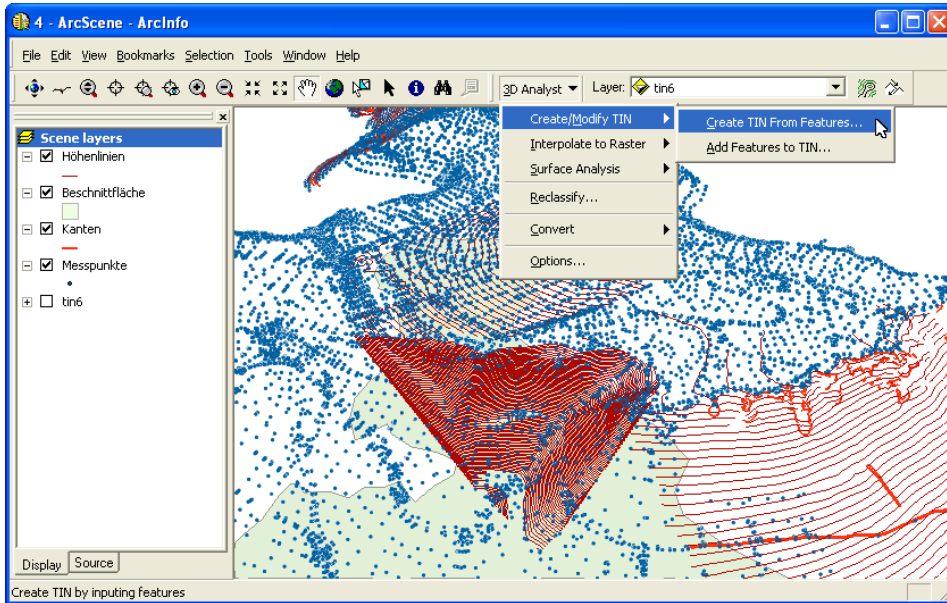 4 - ArcScene - ArcInfo
File Edit View Bookmarks Selection Tools Window Help
3D Analyst Layer: tin6
Scene layers
Höhenlinien
Beschnittfläche
Kanten
Messpunkte
tin6
Create/Modify TIN
Interpolate to Raster
Surface Analysis
Reclassify...
Convert
Options...
Create TIN From Features...
Add Features to TIN...
Display Source
Create TIN by inputing features